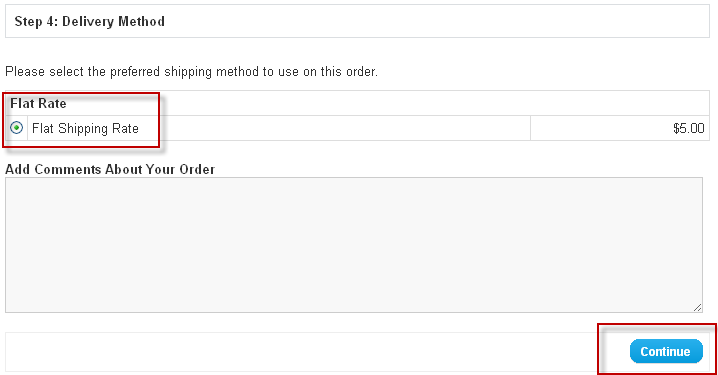 Step 4: Delivery Method
Please select the preferred shipping method to use on this order.
Flat Rate
Flat Shipping Rate $5.00
Add Comments About Your Order
Continue